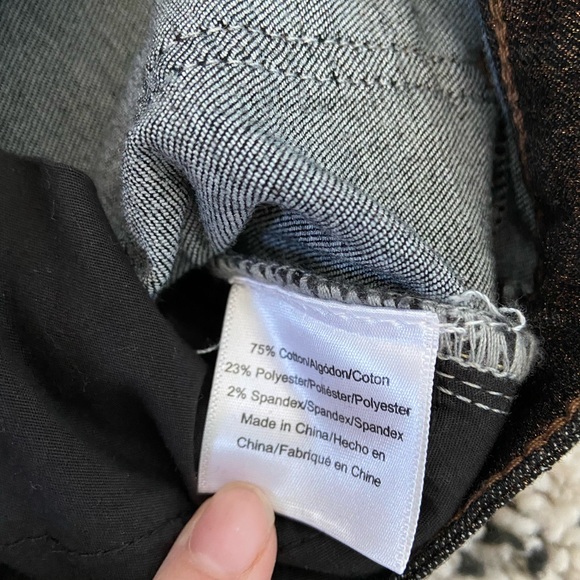 75% Cotton/Algodon/Coton
23% Polyester/Poliéster/Polyester
2% Spandex/Spandex/Spandex
Made in China/Hecho en
China/Fabriqué en Chine